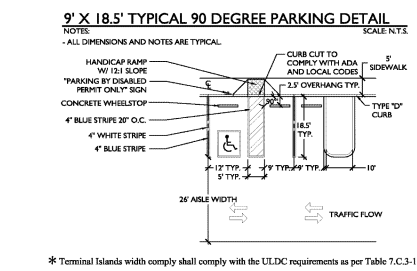 9' X 18.5' TYPICAL 90 DEGREE PARKING DETAIL
NOTES:
SCALE: N.T.S.
- ALL DIMENSIONS AND NOTES ARE TYPICAL.
HANDICAP RAMP
W/ 12:1 SLOPE
"PARKING BY DISABLED
PERMIT ONLY" SIGN
CONCRETE WHEELSTOP
4" BLUE STRIPE 20" O.C.
4" WHITE STRIPE
4" BLUE STRIPE
CURB CUT TO
COMPLY WITH ADA
AND LOCAL CODES
5'
SIDEWALK
2.5' OVERHANG TYP.
90°
TYPE "D"
CURB
18.5'
TYP.
12' TYP.
9' TYP.
9' TYP.
10'
5' TYP.
26' AISLE WIDTH
TRAFFIC FLOW
* Terminal Islands width comply shall comply with the ULDC requirements as per Table 7.C.3-1